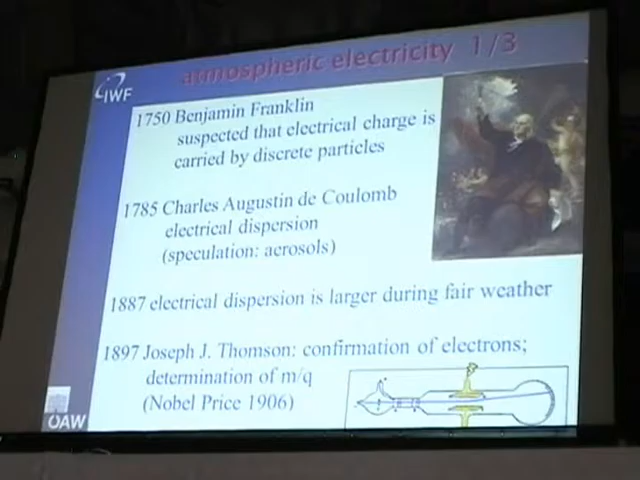 atmospheric electricity 1/3
IWF
1750 Benjamin Franklin
suspected that electrical charge is
carried by discrete particles
1785 Charles Augustin de Coulomb
electrical dispersion
(speculation: aerosols)
1887 electrical dispersion is larger during fair weather
1897 Joseph J. Thomson: confirmation of electrons;
determination of m/q
(Nobel Price 1906)
ÖAW